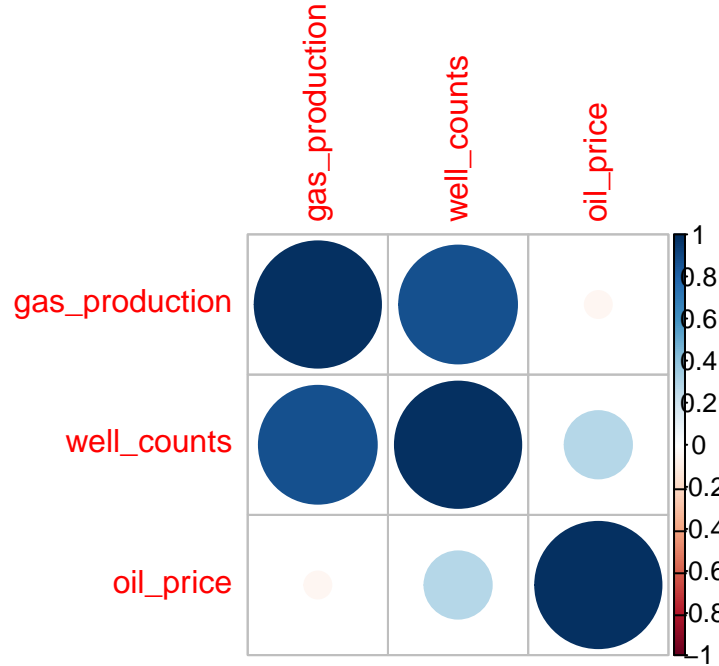 gas_production
well_counts
oil_price
gas_production
well_counts
oil_price
1
0.8
0.6
0.4
0.2
0
−0.2
−0.4
−0.6
−0.8
−1